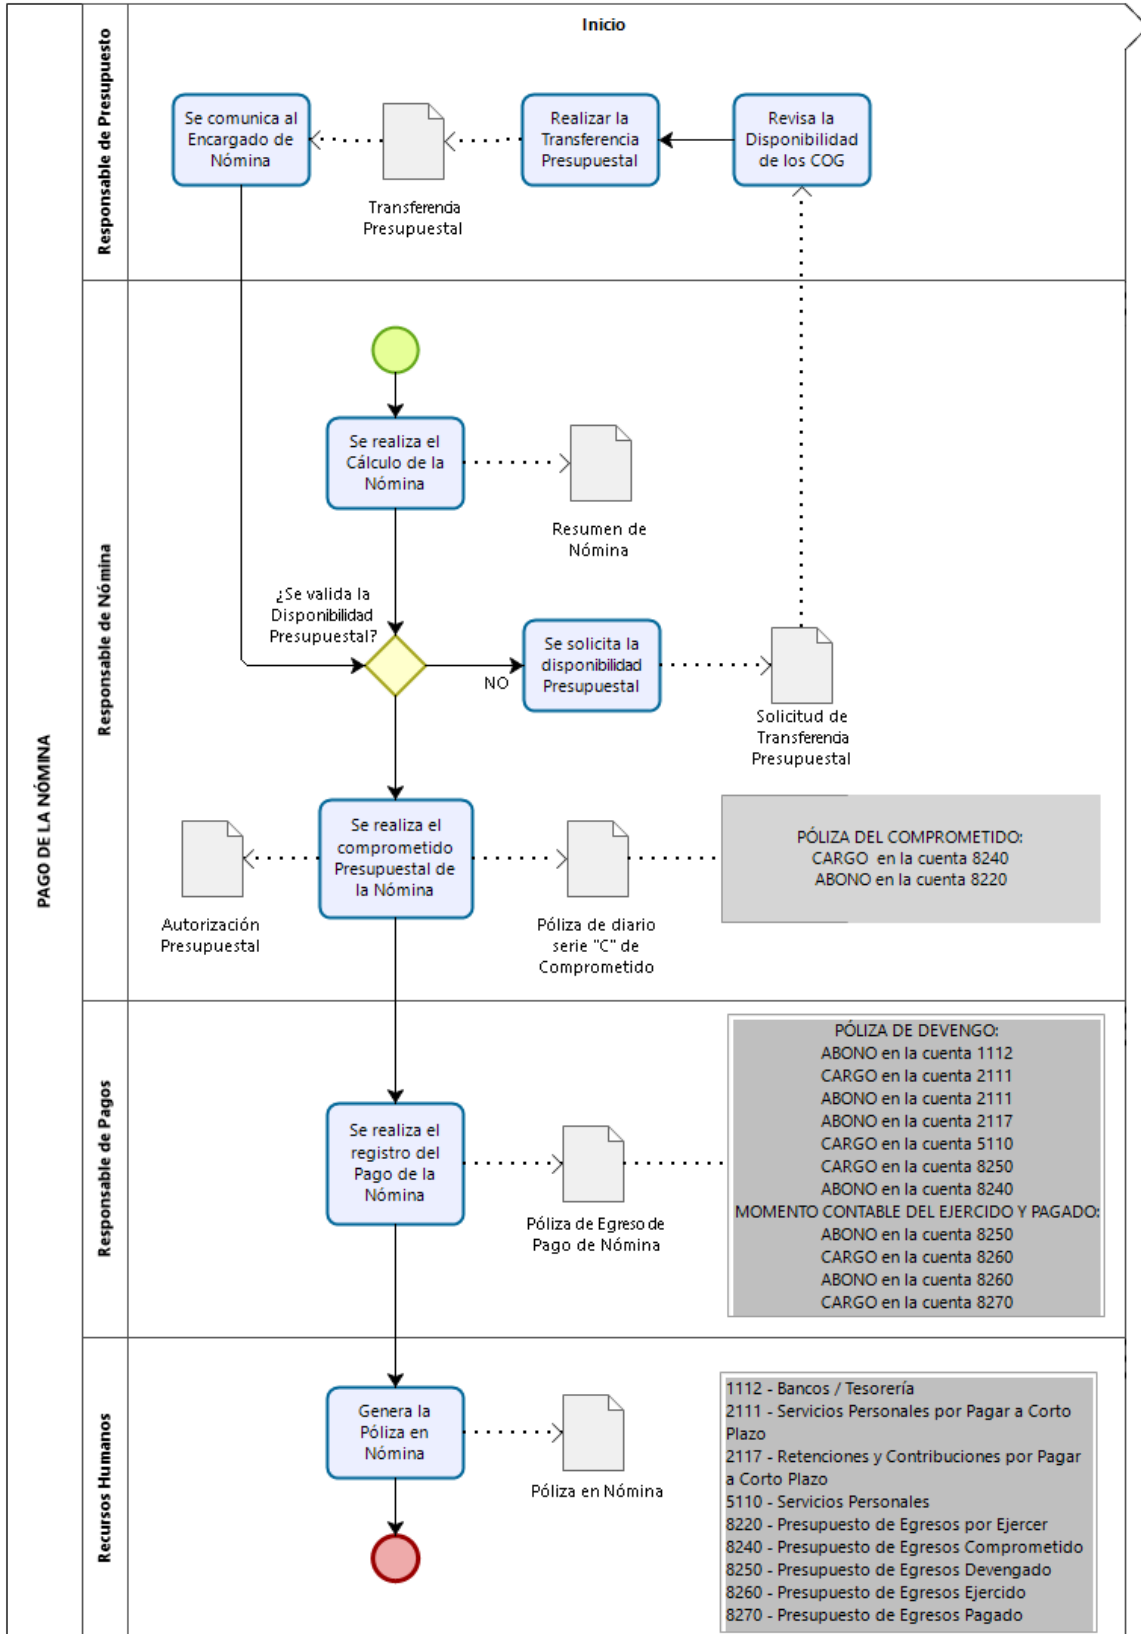 Inicio
PAGO DE LA NÓMINA
Responsable de Presupuesto
Se comunica al
Encargado de
Nómina
Transferencia
Presupuestal
Realizar la
Transferencia
Presupuestal
Revisa la
Disponibilidad
de los COG
Responsable de Nómina
Se realiza el
Cálculo de la
Nómina
Resumen de
Nómina
¿Se valida la
Disponibilidad
Presupuestal?
NO
Se solicita la
disponibilidad
Presupuestal
Solicitud de
Transferencia
Presupuestal
Se realiza el
comprometido
Presupuestal de
la Nómina
Autorización
Presupuestal
Póliza de diario
serie "C" de
Comprometido
PÓLIZA DEL COMPROMETIDO:
CARGO en la cuenta 8240
ABONO en la cuenta 8220
Responsable de Pagos
Se realiza el
registro del
Pago de la
Nómina
Póliza de Egreso de
Pago de Nómina
PÓLIZA DE DEVENGO:
ABONO en la cuenta 1112
CARGO en la cuenta 2111
ABONO en la cuenta 2111
ABONO en la cuenta 2117
CARGO en la cuenta 5110
CARGO en la cuenta 8250
ABONO en la cuenta 8240
MOMENTO CONTABLE DEL EJERCIDO Y PAGADO:
ABONO en la cuenta 8250
CARGO en la cuenta 8260
ABONO en la cuenta 8260
CARGO en la cuenta 8270
Recursos Humanos
Genera la
Póliza en
Nómina
Póliza en Nómina
1112 - Bancos / Tesorería
2111 - Servicios Personales por Pagar a Corto
Plazo
2117 - Retenciones y Contribuciones por Pagar
a Corto Plazo
5110 - Servicios Personales
8220 - Presupuesto de Egresos por Ejercer
8240 - Presupuesto de Egresos Comprometido
8250 - Presupuesto de Egresos Devengado
8260 - Presupuesto de Egresos Ejercido
8270 - Presupuesto de Egresos Pagado